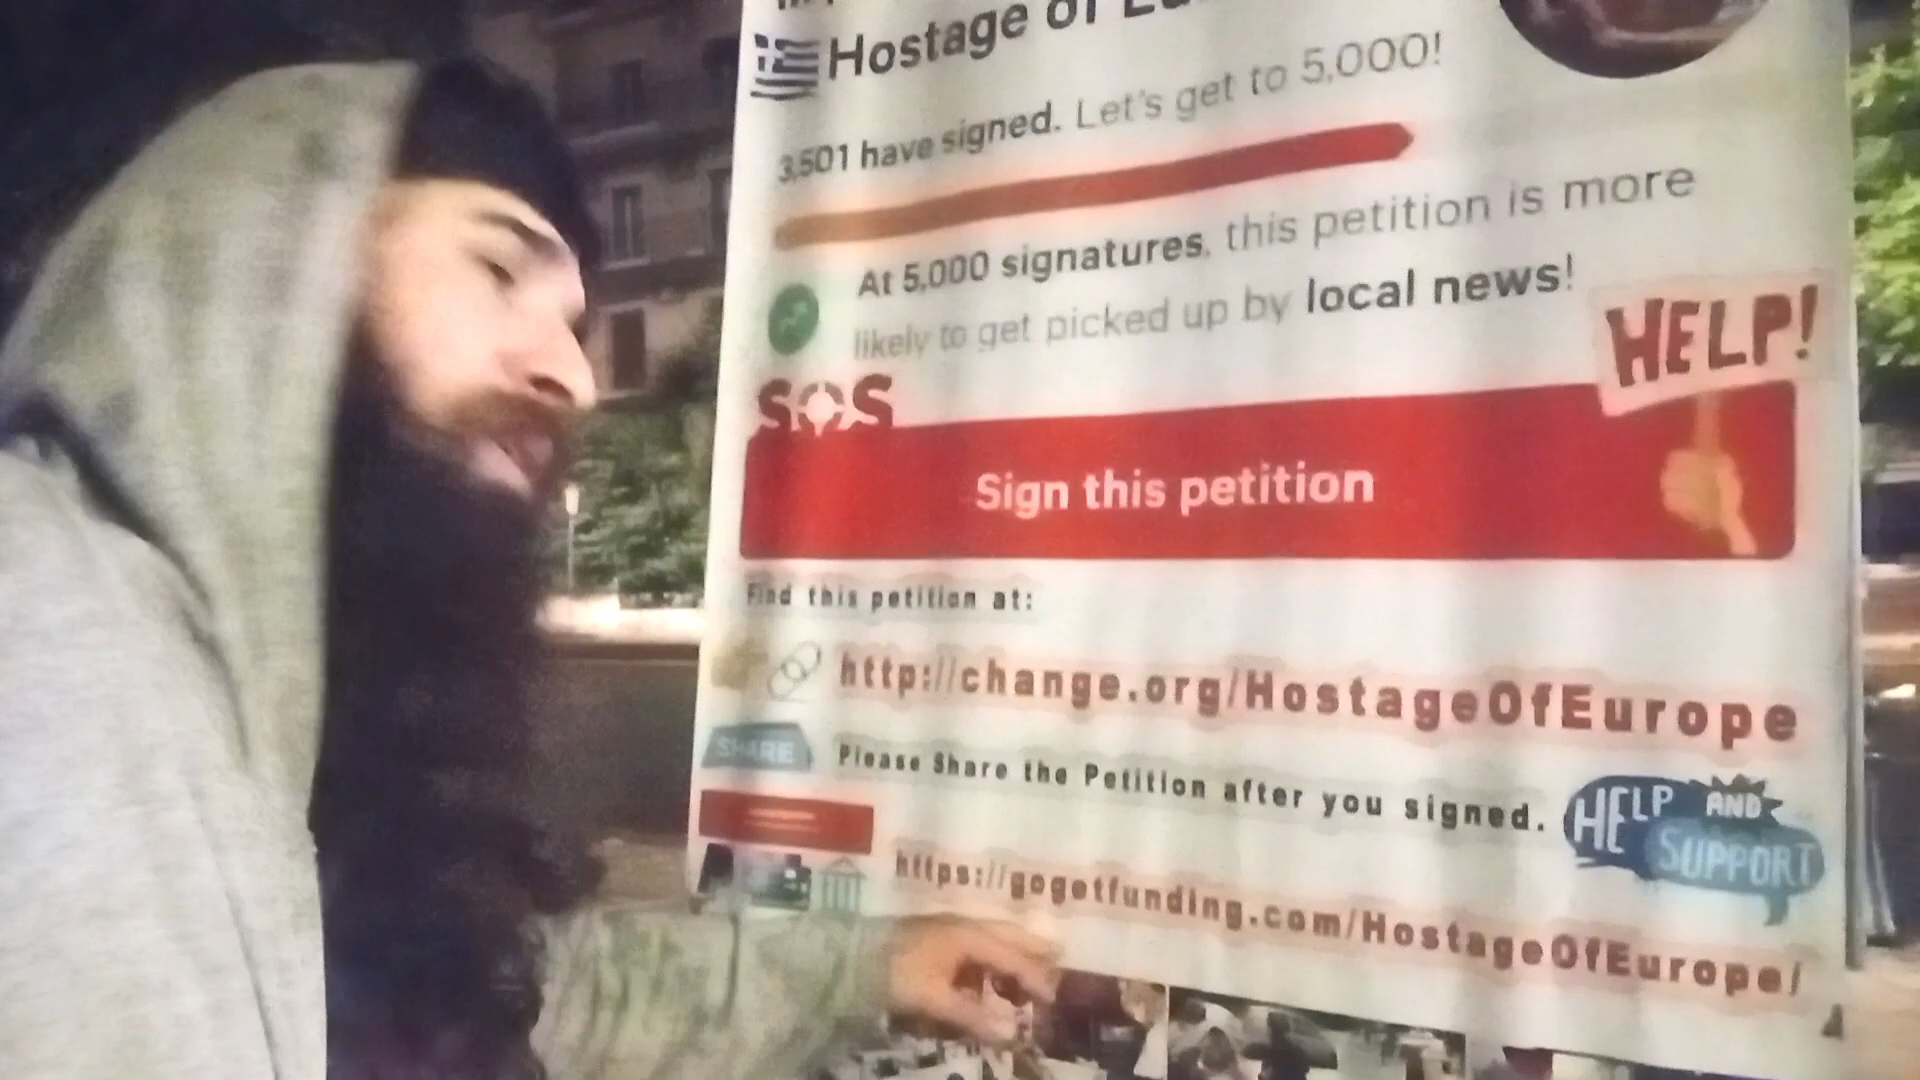 Hostage of
3,501 have signed. Let's get to 5,000!
At 5,000 signatures, this petition is more
likely to get picked up by local news!
HELP!
SOS
Sign this petition
Find this petition at:
http://change.org/HostageOfEurope
SHARE
Please Share the Petition after you signed.
HELP AND
SUPPORT
https://gogetfunding.com/HostageOfEurope/